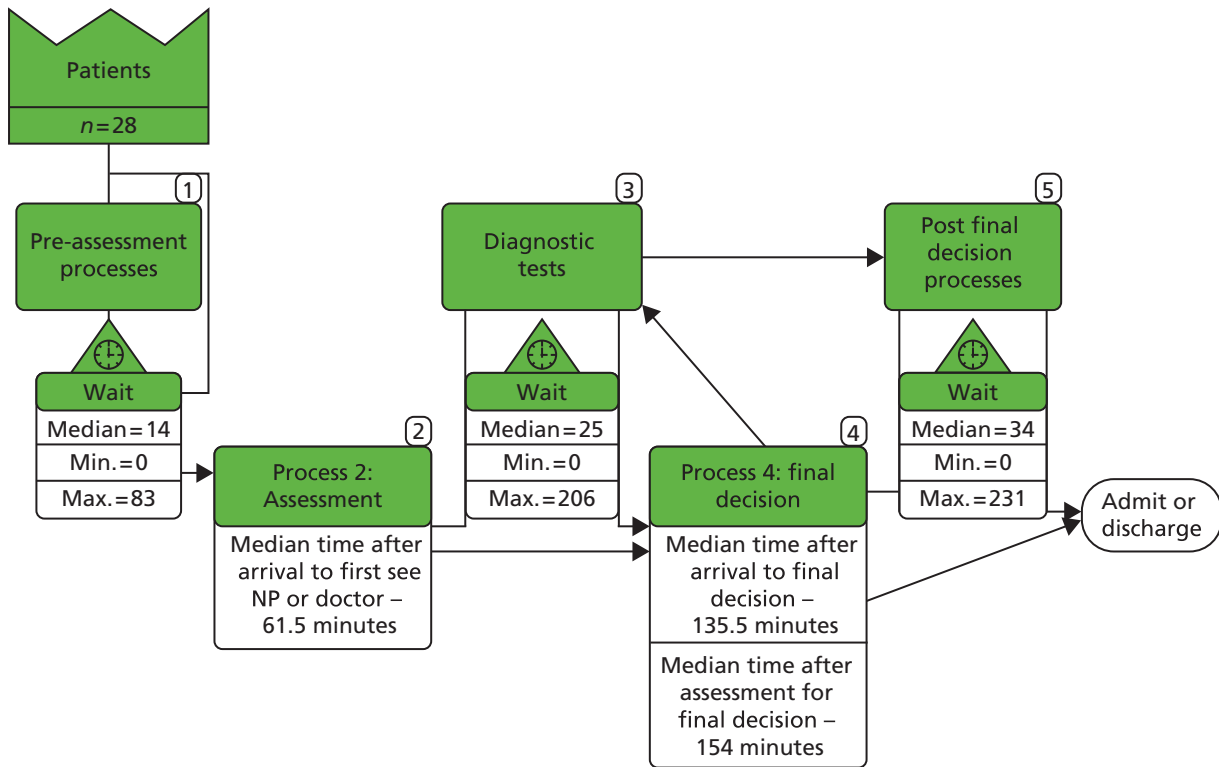 Patients
n=28
1
Pre-assessment
processes
Wait
Median=14
Min.=0
Max.=83
2
Process 2:
Assessment
Median time after
arrival to first see
NP or doctor –
61.5 minutes
3
Diagnostic
tests
Wait
Median=25
Min.=0
Max.=206
4
Process 4: final
decision
Median time after
arrival to final
decision –
135.5 minutes
Median time after
assessment for
final decision –
154 minutes
5
Post final
decision
processes
Wait
Median=34
Min.=0
Max.=231
Admit or
discharge